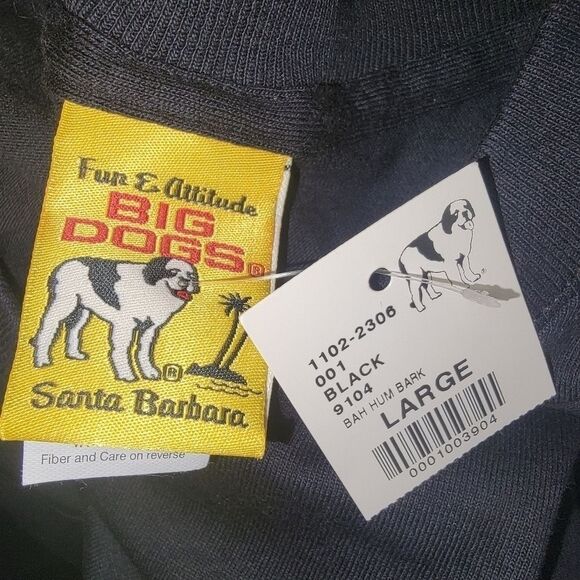 Fun & Attitude
BIG
DOGS®
®
Santa Barbara
Fiber and Care on reverse
1102-2306
001
BLACK
9104
BAH HUM BARK
LARGE
0001003904